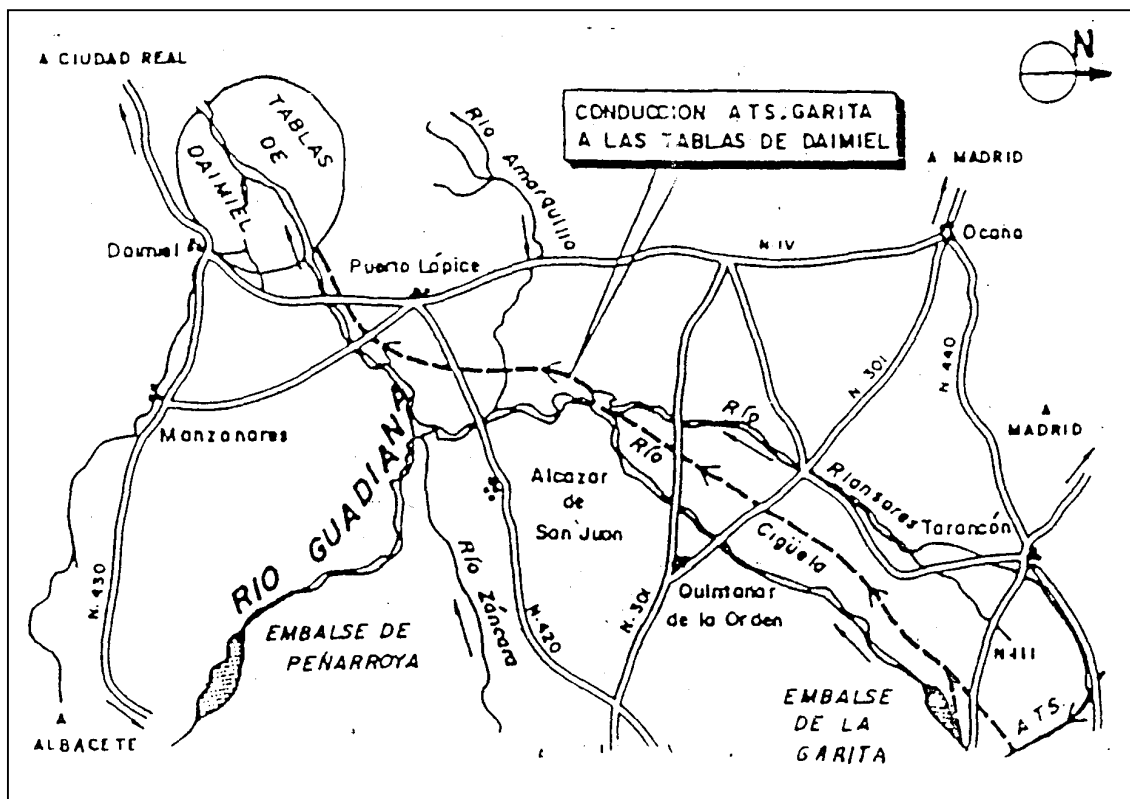 A CIUDAD REAL
N
TABLAS
DE
DAIMIEL
CONDUCCION A T S. GARITA
A LAS TABLAS DE DAIMIEL
Río
Amarguillo
A MADRID
Ocaña
Daimiel
Puerto Lápice
N IV
N 301
N 440
A
MADRID
Manzanares
RIO GUADIANA
Río
Riansares
Río
Cigüela
Tarancón
Alcazar
de
San Juan
N. 430
Río Záncara
N. 420
N. 301
Quintanar
de la Orden
EMBALSE DE
PEÑARROYA
N-III
A.T.S.
EMBALSE
DE LA
GARITA
A
ALBACETE